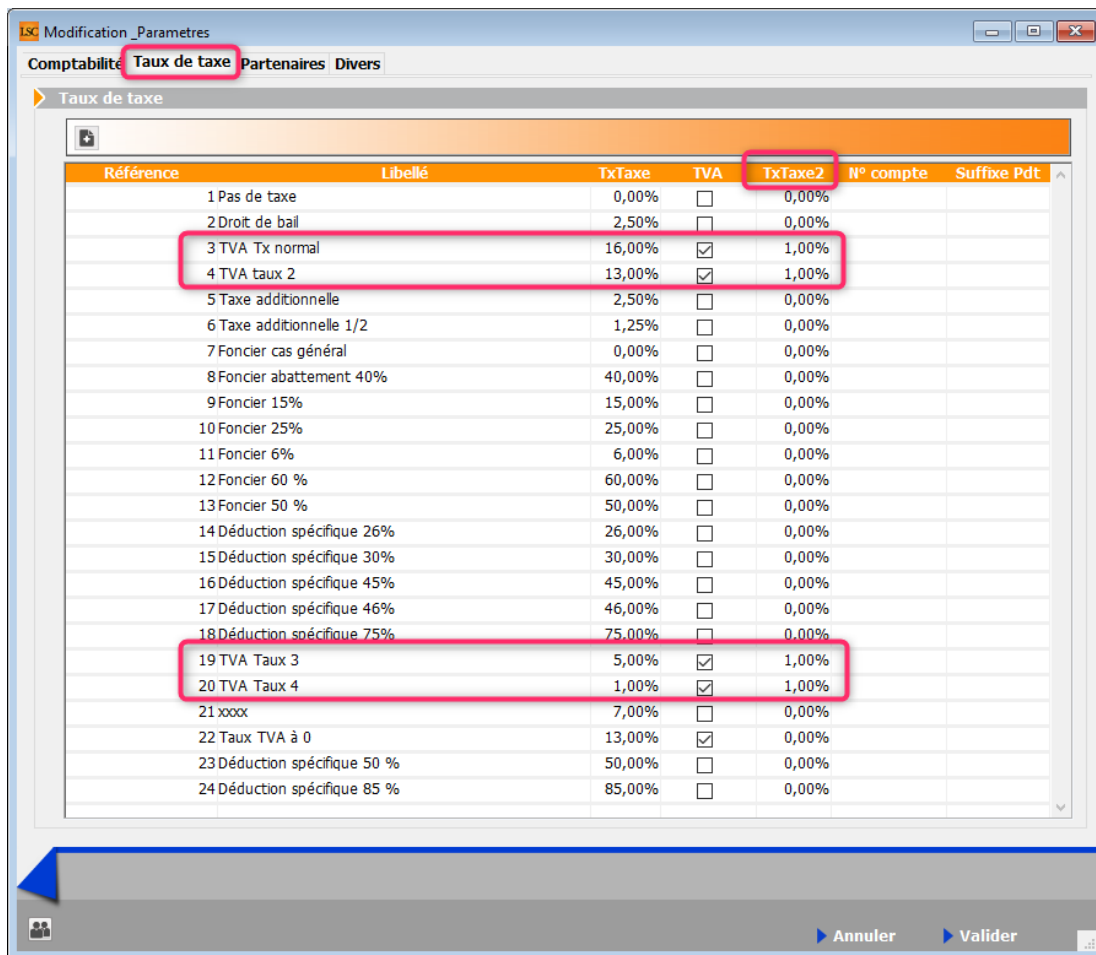 LSC Modification _Parametres
Comptabilité Taux de taxe Partenaires Divers
Taux de taxe
Référence Libellé TxTaxe TVA TxTaxe2 N° compte Suffixe Pdt
1 Pas de taxe 0,00% 0,00%
2 Droit de bail 2,50% 0,00%
3 TVA Tx normal 16,00% 1,00%
4 TVA taux 2 13,00% 1,00%
5 Taxe additionnelle 2,50% 0,00%
6 Taxe additionnelle 1/2 1,25% 0,00%
7 Foncier cas général 0,00% 0,00%
8 Foncier abattement 40% 40,00% 0,00%
9 Foncier 15% 15,00% 0,00%
10 Foncier 25% 25,00% 0,00%
11 Foncier 6% 6,00% 0,00%
12 Foncier 60 % 60,00% 0,00%
13 Foncier 50 % 50,00% 0,00%
14 Déduction spécifique 26% 26,00% 0,00%
15 Déduction spécifique 30% 30,00% 0,00%
16 Déduction spécifique 45% 45,00% 0,00%
17 Déduction spécifique 46% 46,00% 0,00%
18 Déduction spécifique 75% 75,00% 0,00%
19 TVA Taux 3 5,00% 1,00%
20 TVA Taux 4 1,00% 1,00%
21 xxxx 7,00% 0,00%
22 Taux TVA à 0 13,00% 0,00%
23 Déduction spécifique 50 % 50,00% 0,00%
24 Déduction spécifique 85 % 85,00% 0,00%
Annuler Valider